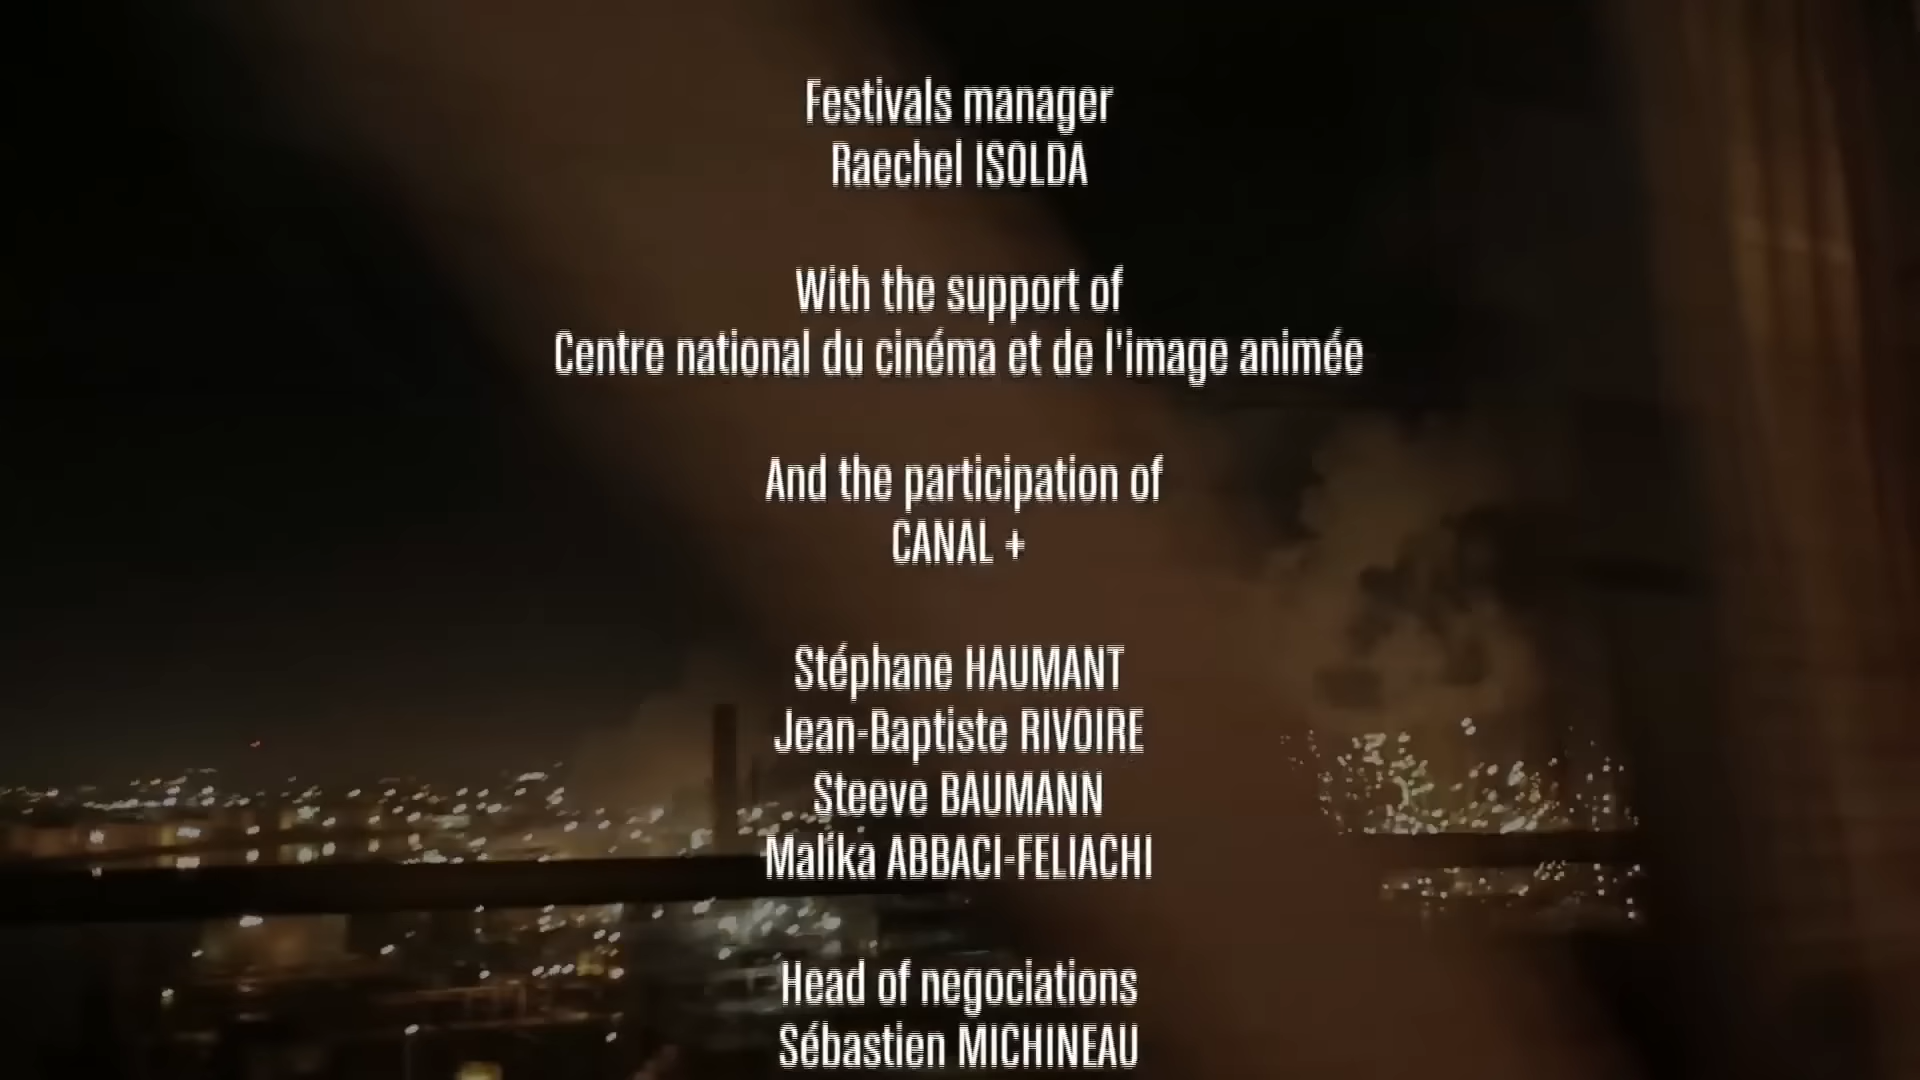 Festivals manager
Raechel ISOLDA
With the support of
Centre national du cinéma et de l'image animée
And the participation of
CANAL +
Stéphane HAUMANT
Jean-Baptiste RIVOIRE
Steeve BAUMANN
Malika ABBACI-FELIACHI
Head of negociations
Sébastien MICHINEAU